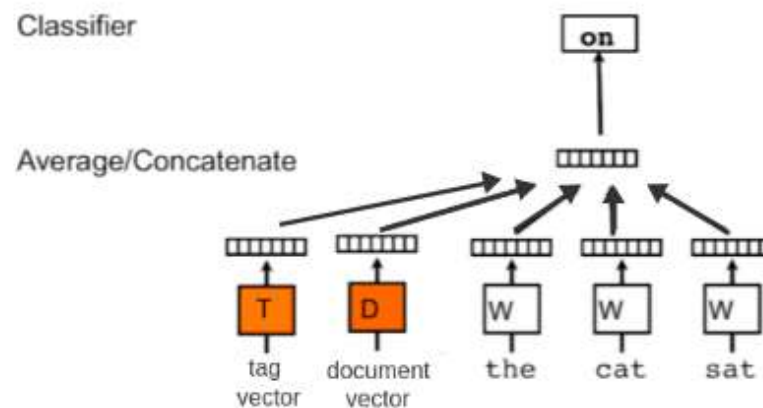 Classifier
on
Average/Concatenate
T
D
W
W
W
tag vector
document vector
the
cat
sat